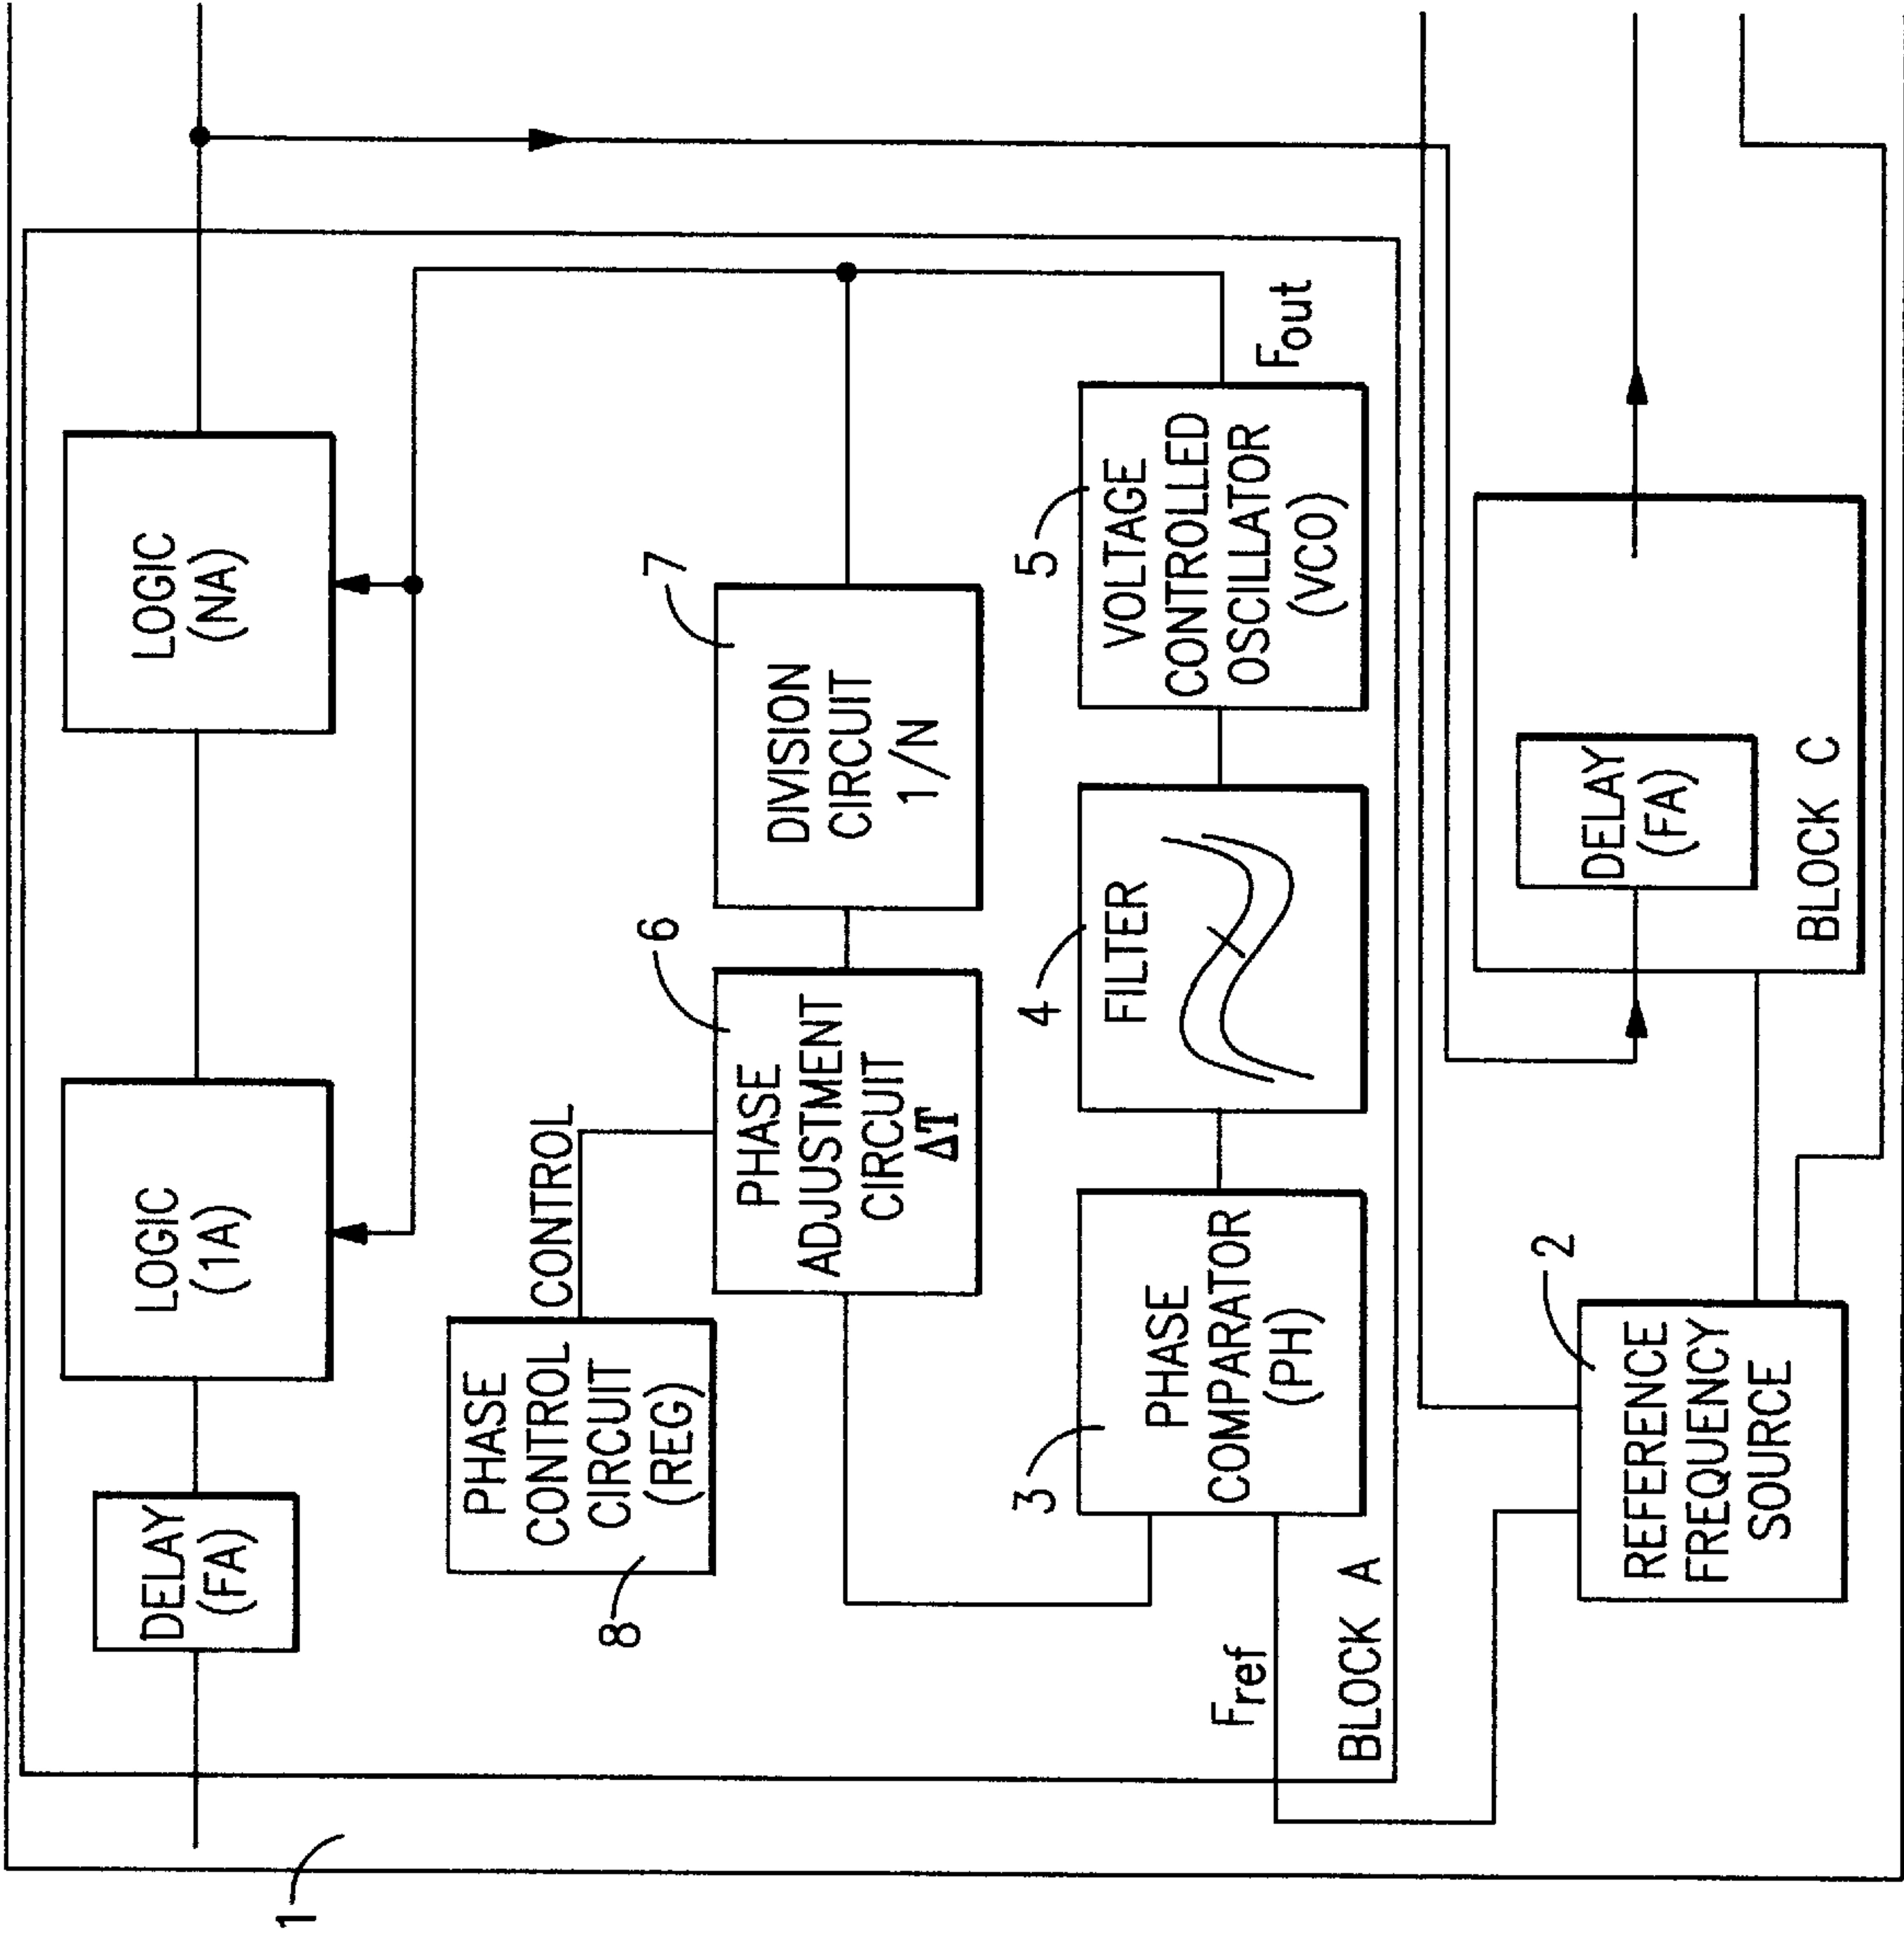 DELAY
(FA)
LOGIC
(1A)
LOGIC
(NA)
1
PHASE
CONTROL
CIRCUIT
(REG)
8
CONTROL
6
PHASE
ADJUSTMENT
CIRCUIT
ΔT
7
DIVISION
CIRCUIT
1/N
3
PHASE
COMPARATOR
(PH)
4
FILTER
5
VOLTAGE
CONTROLLED
OSCILLATOR
(VCO)
Fref
Fout
BLOCK A
2
REFERENCE
FREQUENCY
SOURCE
DELAY
(FA)
BLOCK C